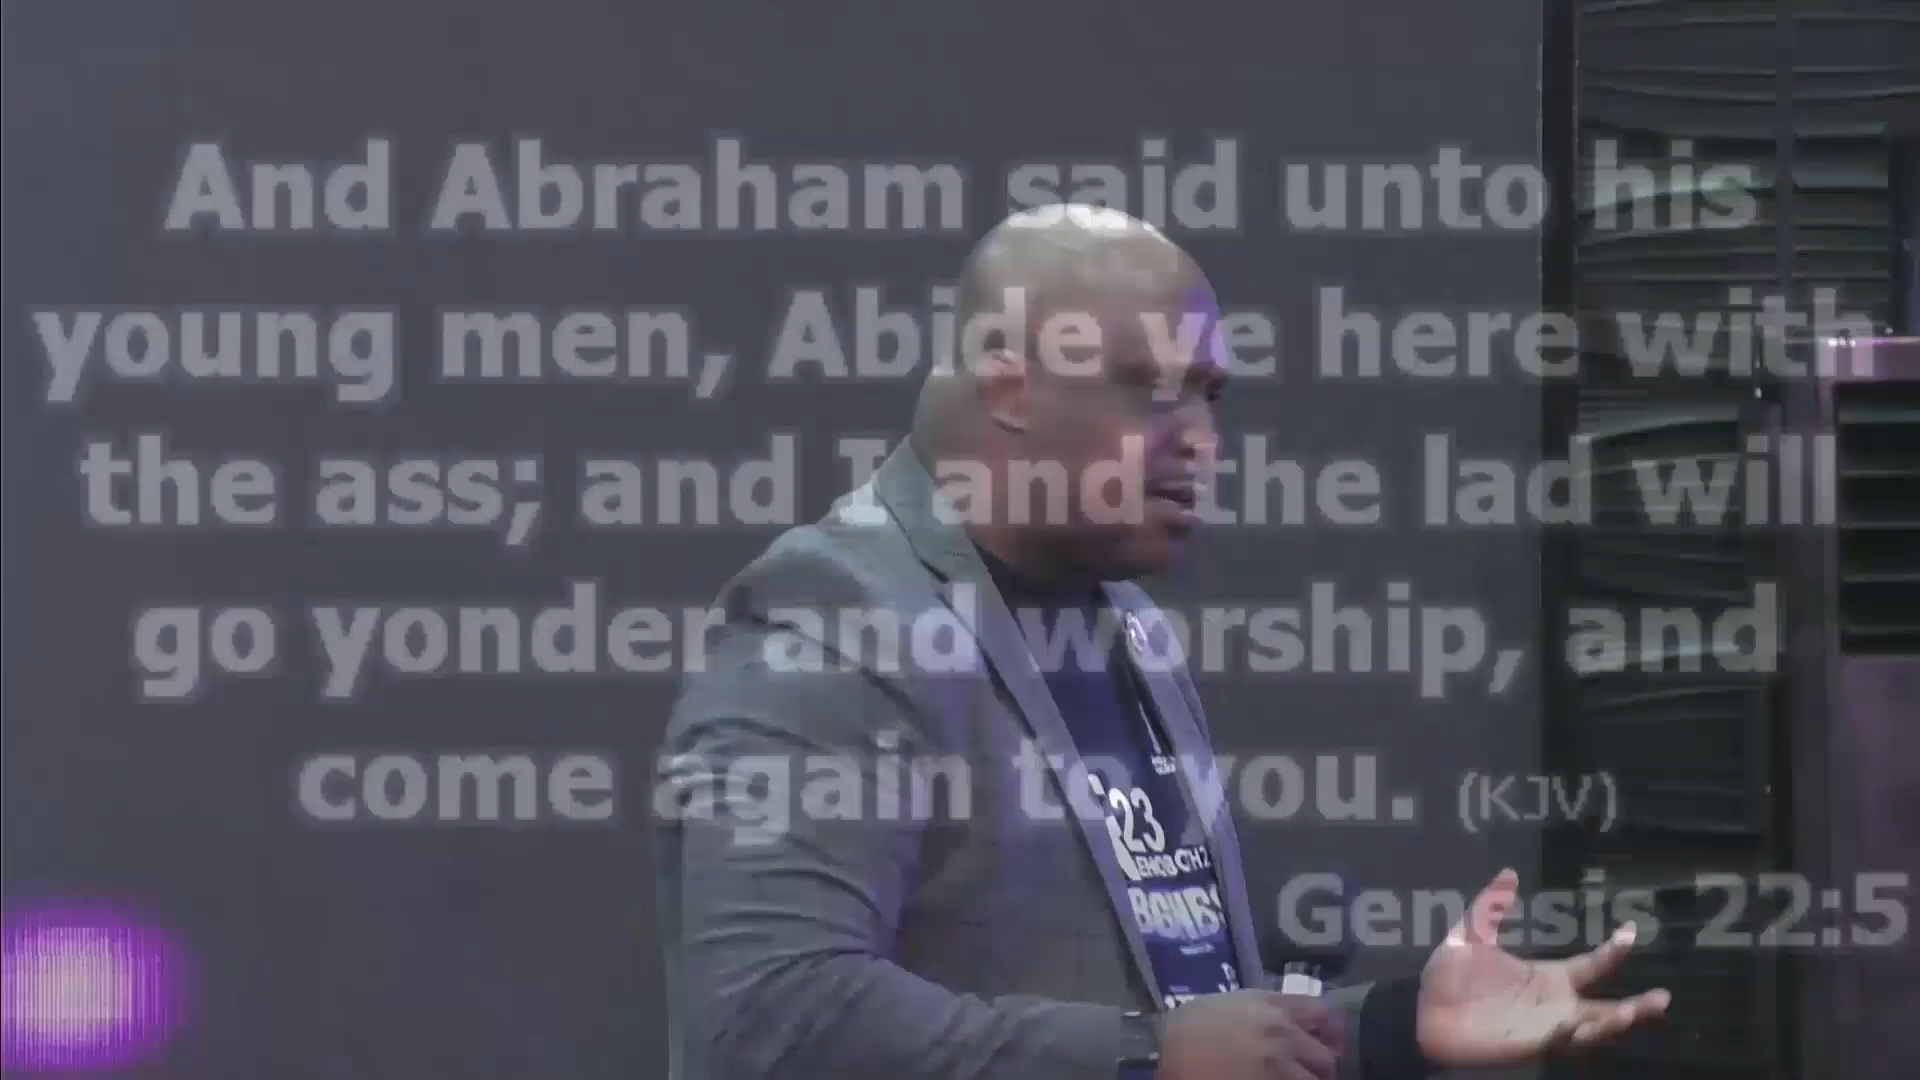 And Abraham said unto his
young men, Abide ye here with
the ass; and I and the lad will
go yonder and worship, and
come again to you. (KJV)
Genesis 22:5
23